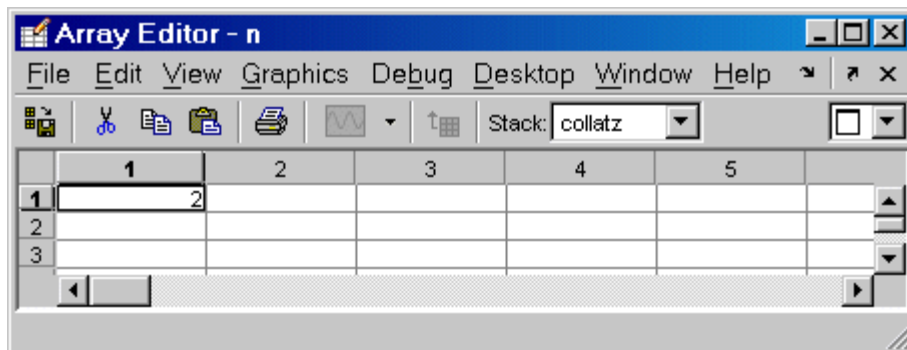 Array Editor - n
File Edit View Graphics Debug Desktop Window Help
Stack: collatz
1 2 3 4 5
1 2
2
3